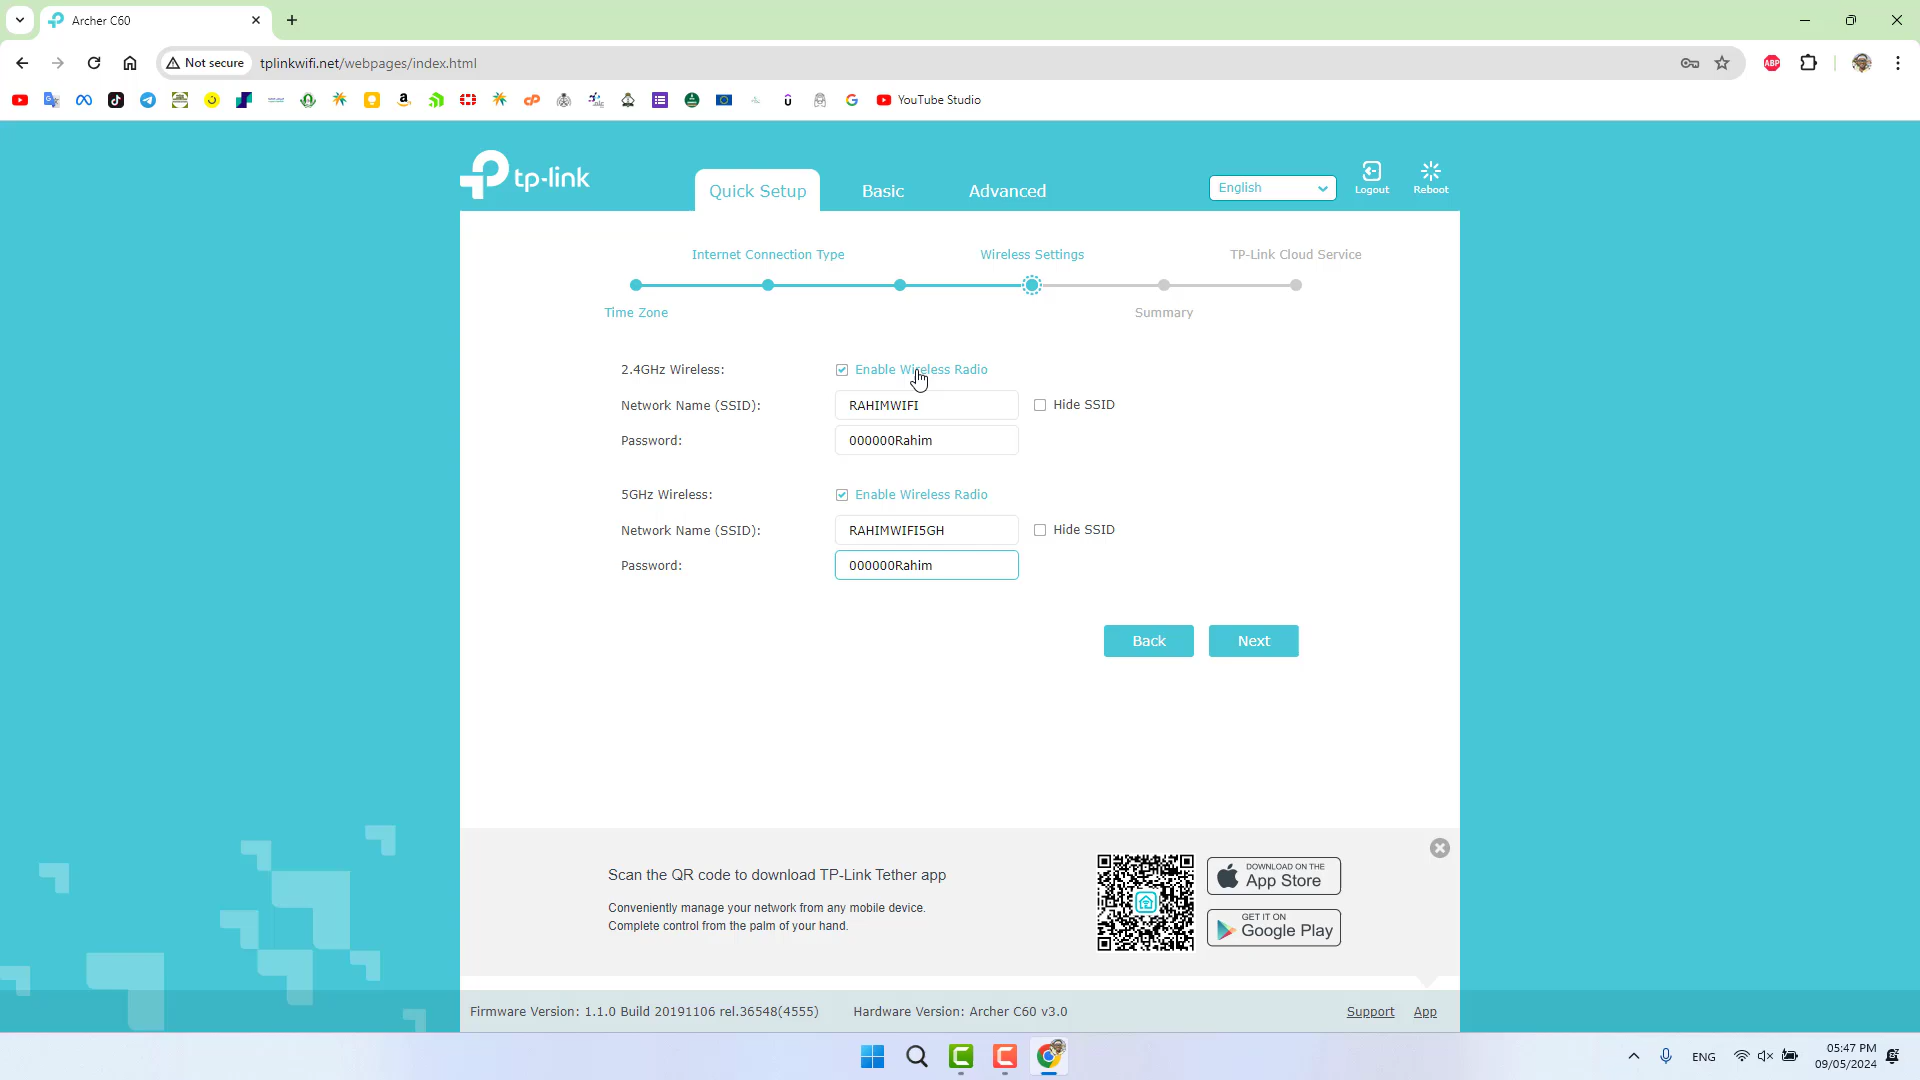 Archer C60
Not secure
tplinkwifi.net/webpages/index.html
ABP
YouTube Studio
tp-link
Quick Setup
Basic
Advanced
English
Logout
Reboot
Internet Connection Type
Wireless Settings
TP-Link Cloud Service
Time Zone
Summary
2.4GHz Wireless:
Enable Wireless Radio
Network Name (SSID):
RAHIMWIFI
Hide SSID
Password:
000000Rahim
5GHz Wireless:
Enable Wireless Radio
Network Name (SSID):
RAHIMWIFI5GH
Hide SSID
Password:
000000Rahim
Back
Next
Scan the QR code to download TP-Link Tether app
Conveniently manage your network from any mobile device.
Complete control from the palm of your hand.
DOWNLOAD ON THE
App Store
GET IT ON
Google Play
Firmware Version: 1.1.0 Build 20191106 rel.36548(4555)
Hardware Version: Archer C60 v3.0
Support
App
ENG
05:47 PM
09/05/2024